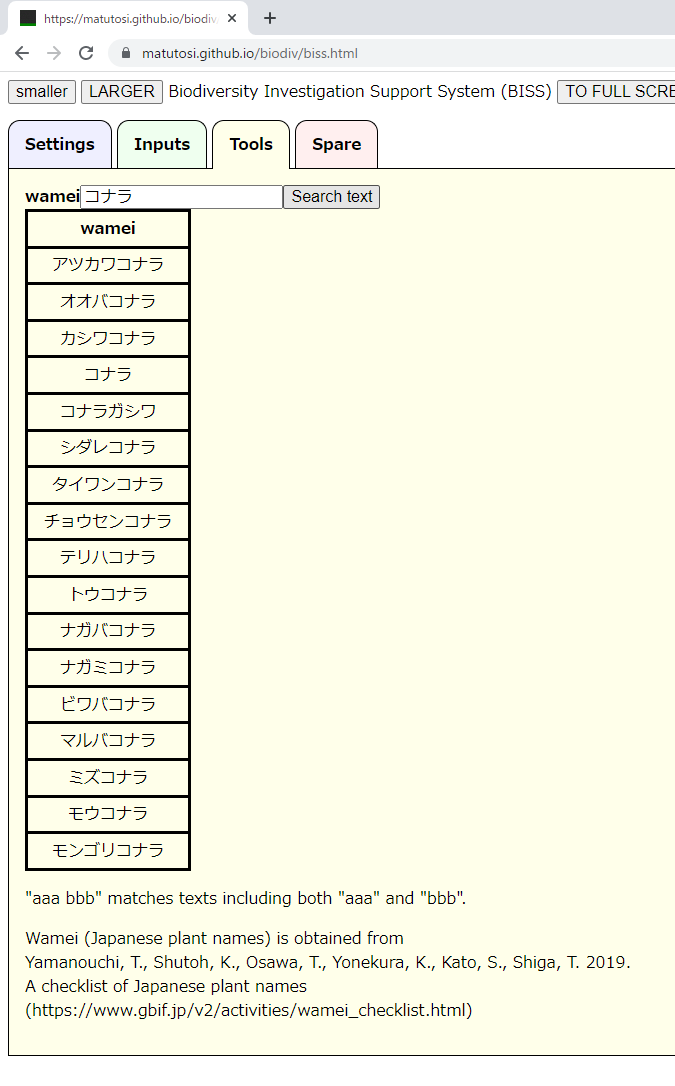 https://matutosi.github.io/biodiv
matutosi.github.io/biodiv/biss.html
smaller LARGER Biodiversity Investigation Support System (BISS) TO FULL SCRE
Settings Inputs Tools Spare
wamei コナラ Search text
wamei
アツカワコナラ
オオバコナラ
カシワコナラ
コナラ
コナラガシワ
シダレコナラ
タイワンコナラ
チョウセンコナラ
テリハコナラ
トウコナラ
ナガバコナラ
ナガミコナラ
ビワバコナラ
マルバコナラ
ミズコナラ
モウコナラ
モンゴリコナラ
"aaa bbb" matches texts including both "aaa" and "bbb".
Wamei (Japanese plant names) is obtained from
Yamanouchi, T., Shutoh, K., Osawa, T., Yonekura, K., Kato, S., Shiga, T. 2019.
A checklist of Japanese plant names
(https://www.gbif.jp/v2/activities/wamei_checklist.html)